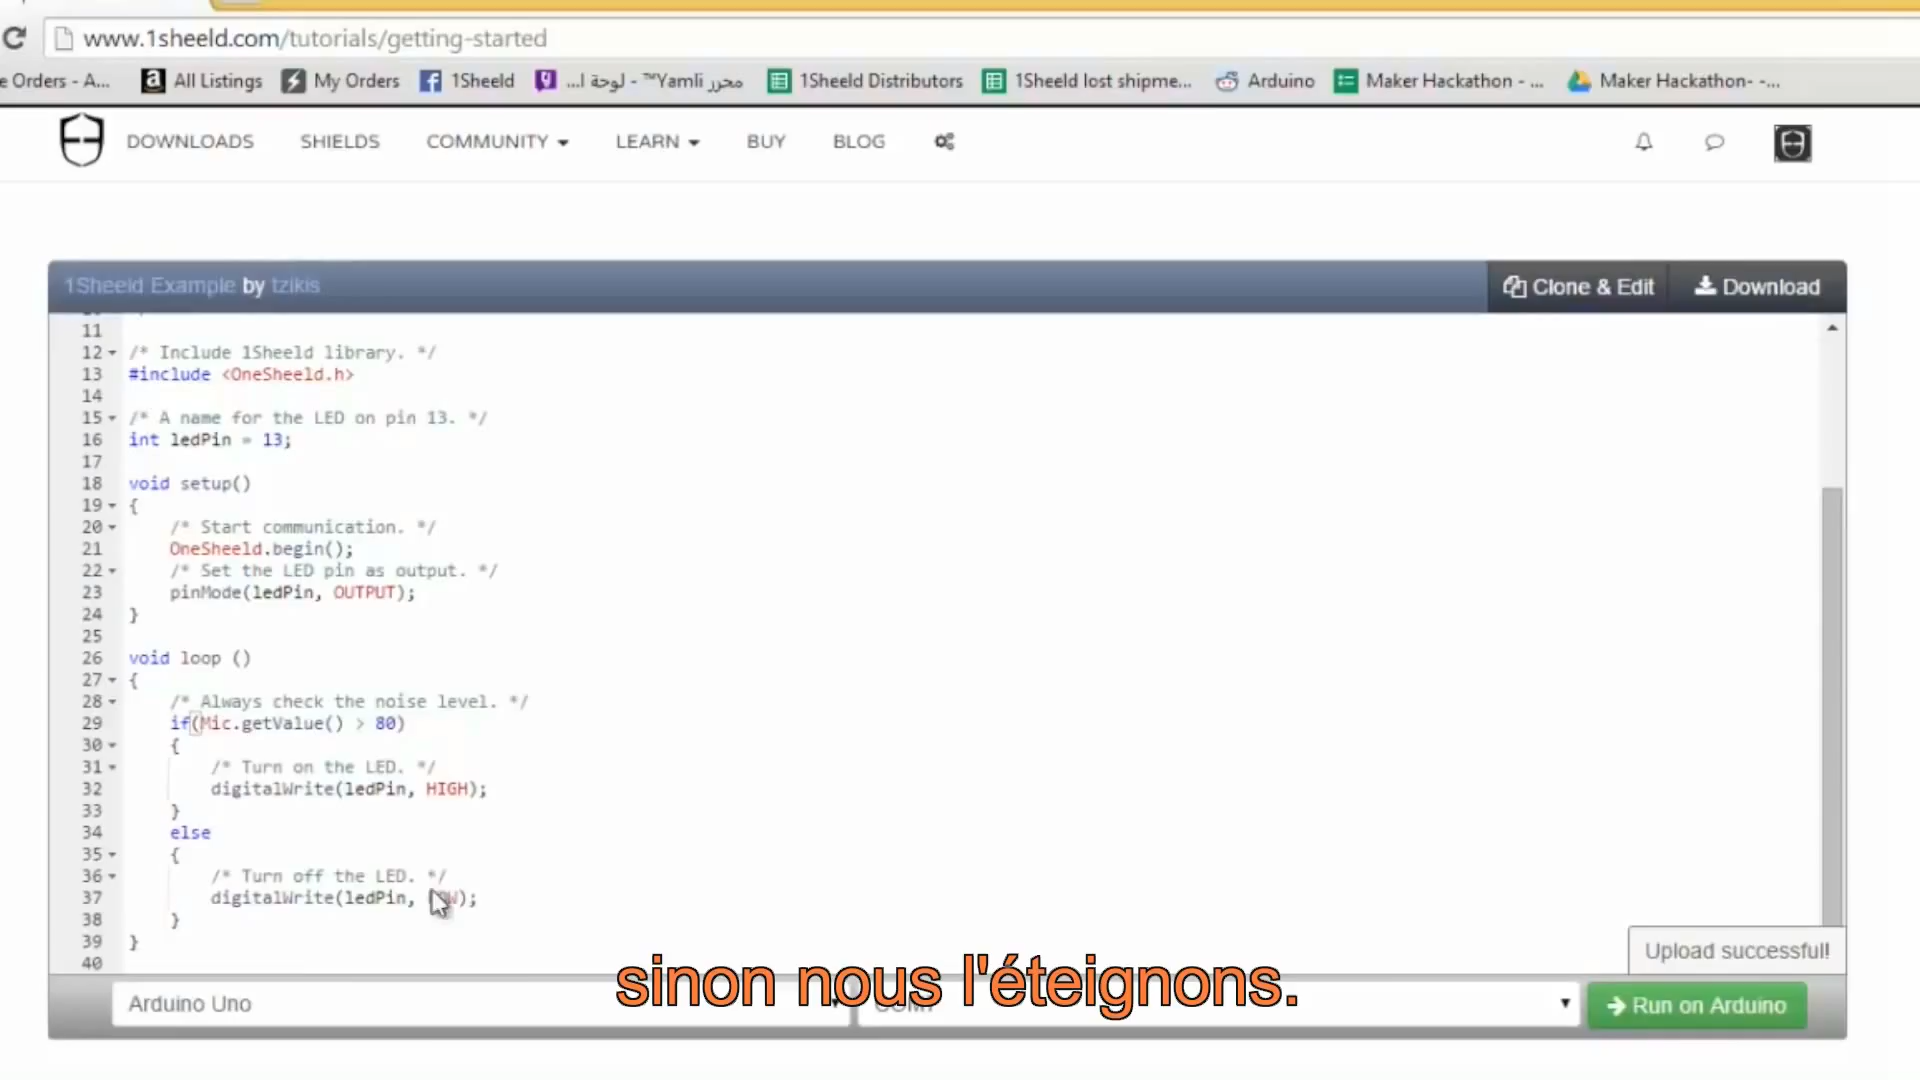 www.1sheeld.com/tutorials/getting-started
e Orders - A... All Listings My Orders 1Sheeld محرر Yamli™ - لوحة ا... 1Sheeld Distributors 1Sheeld lost shipme... Arduino Maker Hackathon - ... Maker Hackathon- -...
DOWNLOADS SHIELDS COMMUNITY LEARN BUY BLOG
1Sheeld Example by tzikis Clone & Edit Download
11
12 /* Include 1Sheeld library. */
13 #include <OneSheeld.h>
14
15 /* A name for the LED on pin 13. */
16 int ledPin = 13;
17
18 void setup()
19 {
20 /* Start communication. */
21 OneSheeld.begin();
22 /* Set the LED pin as output. */
23 pinMode(ledPin, OUTPUT);
24 }
25
26 void loop ()
27 {
28 /* Always check the noise level. */
29 if(Mic.getValue() > 80)
30 {
31 /* Turn on the LED. */
32 digitalWrite(ledPin, HIGH);
33 }
34 else
35 {
36 /* Turn off the LED. */
37 digitalWrite(ledPin, );
38 }
39 }
40
Upload successful!
sinon nous l'éteignons.
Arduino Uno Run on Arduino